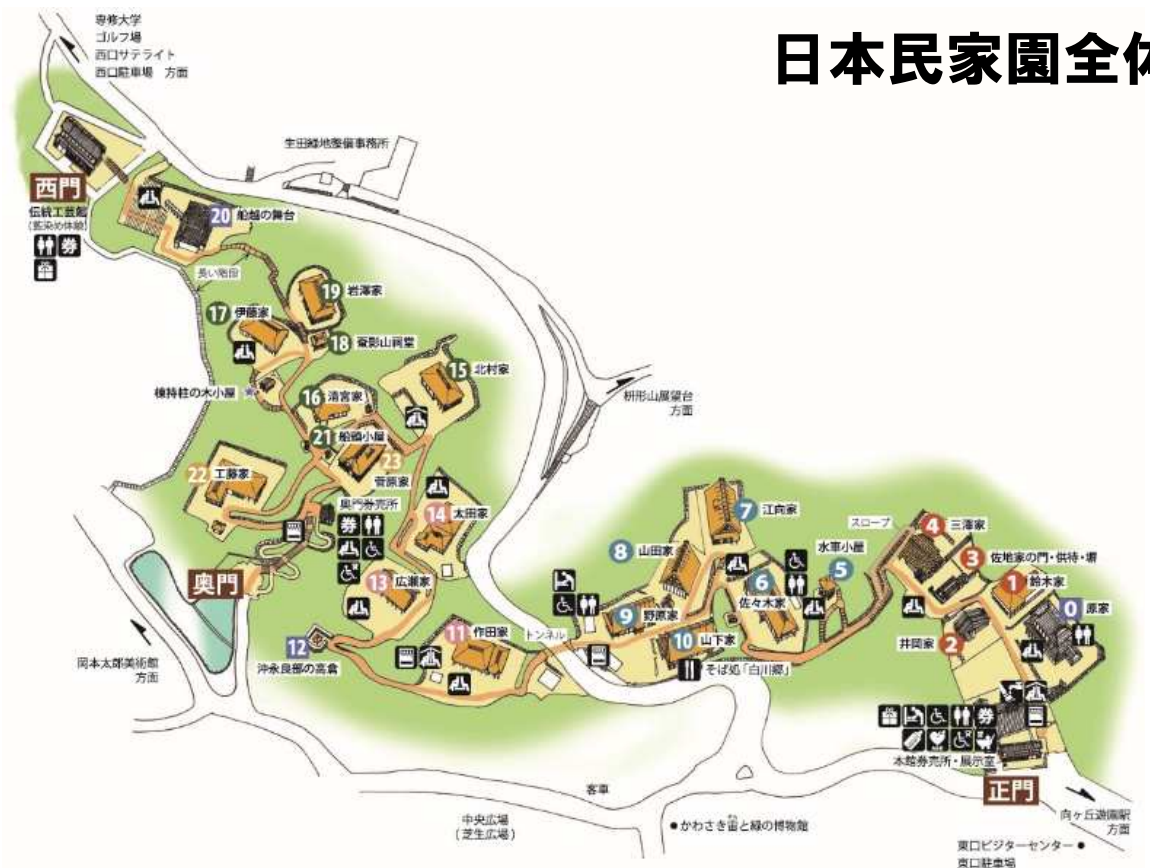 日本民家園全体
専修大学
ゴルフ場
西口サテライト
西口駐車場 方面
生田緑地整備事務所
西門
伝統工芸館
(藍染め体験)
券
20 船越の舞台
長い階段
19 岩澤家
17 伊藤家
18 蚕影山祠堂
15 北村家
棟持柱の木小屋
16 清宮家
枡形山展望台
方面
21 船頭小屋
23
菅原家
22 工藤家
奥門券売所
券
14 太田家
奥門
13 広瀬家
7 江向家
スロープ
4 三澤家
8 山田家
水車小屋
5
3 佐地家の門・供待・塀
1 鈴木家
6
佐々木家
0 原家
9 野原家
井岡家
2
12
沖永良部の高倉
11 作田家
トンネル
10 山下家
そば処「白川郷」
岡本太郎美術館
方面
券
本館券売所・展示室
正門
客車
中央広場
(芝生広場)
●かわさき宙と緑の博物館
向ヶ丘遊園駅
方面
東口ビジターセンター ●
東口駐車場